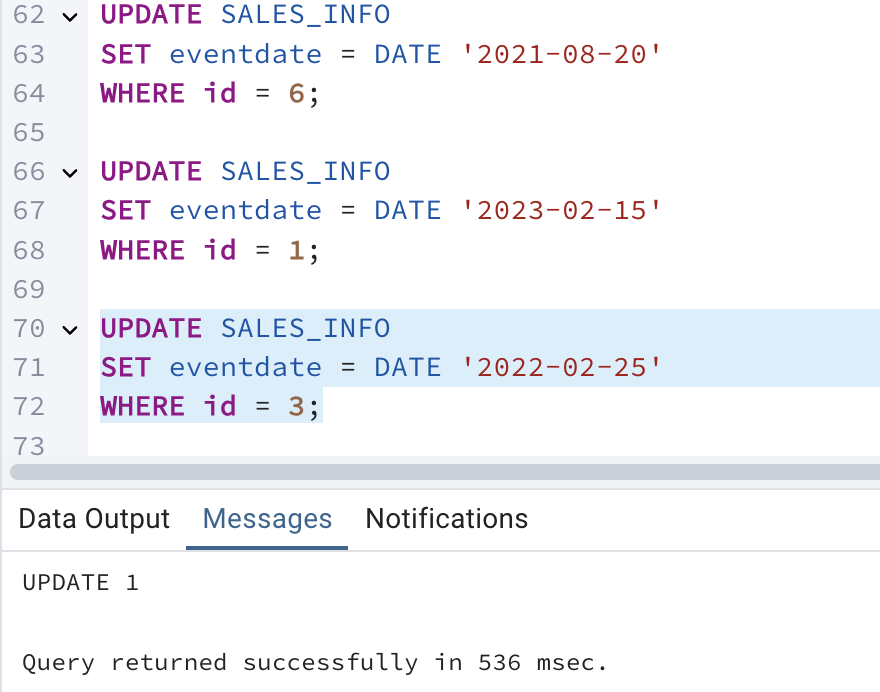 62 UPDATE SALES_INFO
63 SET eventdate = DATE '2021-08-20'
64 WHERE id = 6;
65
66 UPDATE SALES_INFO
67 SET eventdate = DATE '2023-02-15'
68 WHERE id = 1;
69
70 UPDATE SALES_INFO
71 SET eventdate = DATE '2022-02-25'
72 WHERE id = 3;
73
Data Output Messages Notifications
UPDATE 1
Query returned successfully in 536 msec.